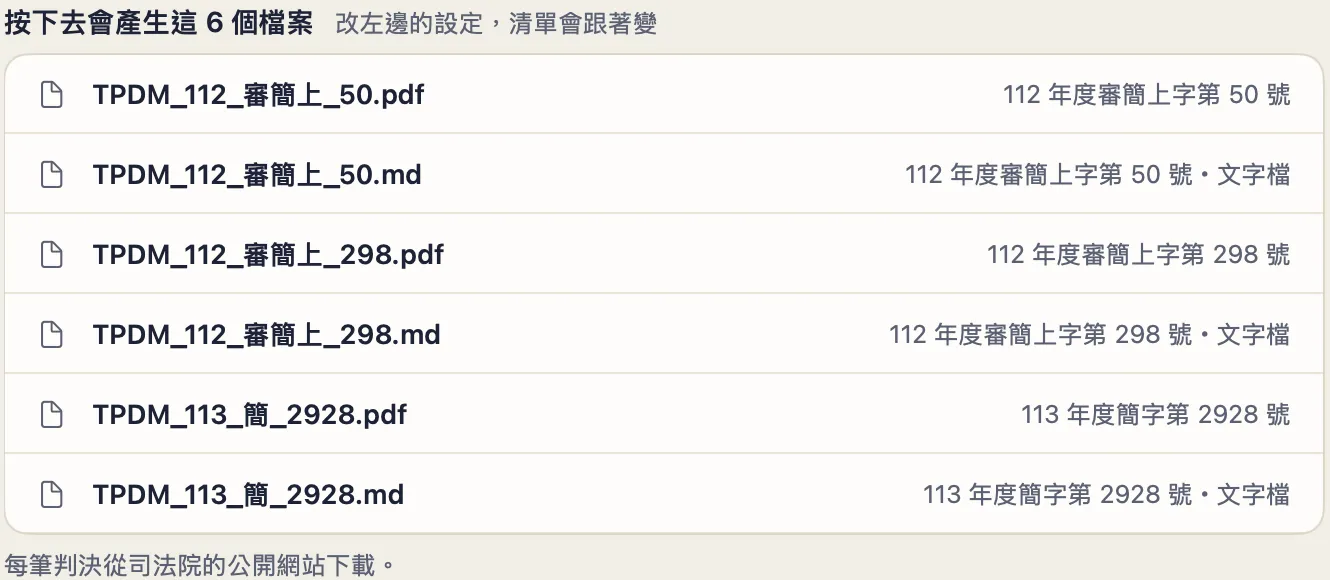 按下去會產生這 6 個檔案 改左邊的設定，清單會跟著變
TPDM_112_審簡上_50.pdf 112 年度審簡上字第 50 號
TPDM_112_審簡上_50.md 112 年度審簡上字第 50 號・文字檔
TPDM_112_審簡上_298.pdf 112 年度審簡上字第 298 號
TPDM_112_審簡上_298.md 112 年度審簡上字第 298 號・文字檔
TPDM_113_簡_2928.pdf 113 年度簡字第 2928 號
TPDM_113_簡_2928.md 113 年度簡字第 2928 號・文字檔
每筆判決從司法院的公開網站下載。